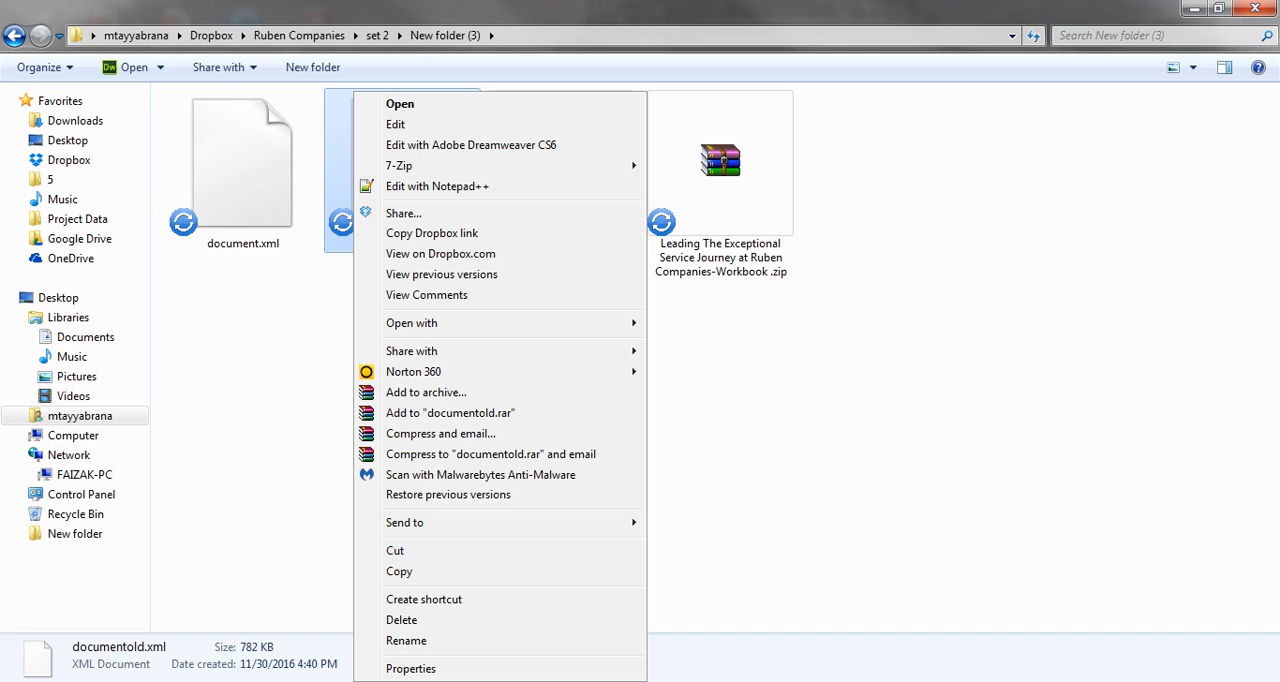 mtayyabrana Dropbox Ruben Companies set 2 New folder (3)
Search New folder (3)
Organize Dw Open Share with New folder
Favorites
Downloads
Desktop
Dropbox
5
Music
Project Data
Google Drive
OneDrive
Desktop
Libraries
Documents
Music
Pictures
Videos
mtayyabrana
Computer
Network
FAIZAK-PC
Control Panel
Recycle Bin
New folder
document.xml
Open
Edit
Edit with Adobe Dreamweaver CS6
7-Zip
Edit with Notepad++
Share...
Copy Dropbox link
View on Dropbox.com
View previous versions
View Comments
Open with
Share with
Norton 360
Add to archive...
Add to "documentold.rar"
Compress and email...
Compress to "documentold.rar" and email
Scan with Malwarebytes Anti-Malware
Restore previous versions
Send to
Cut
Copy
Create shortcut
Delete
Rename
Properties
Leading The Exceptional
Service Journey at Ruben
Companies-Workbook .zip
documentold.xml Size: 782 KB
XML Document Date created: 11/30/2016 4:40 PM